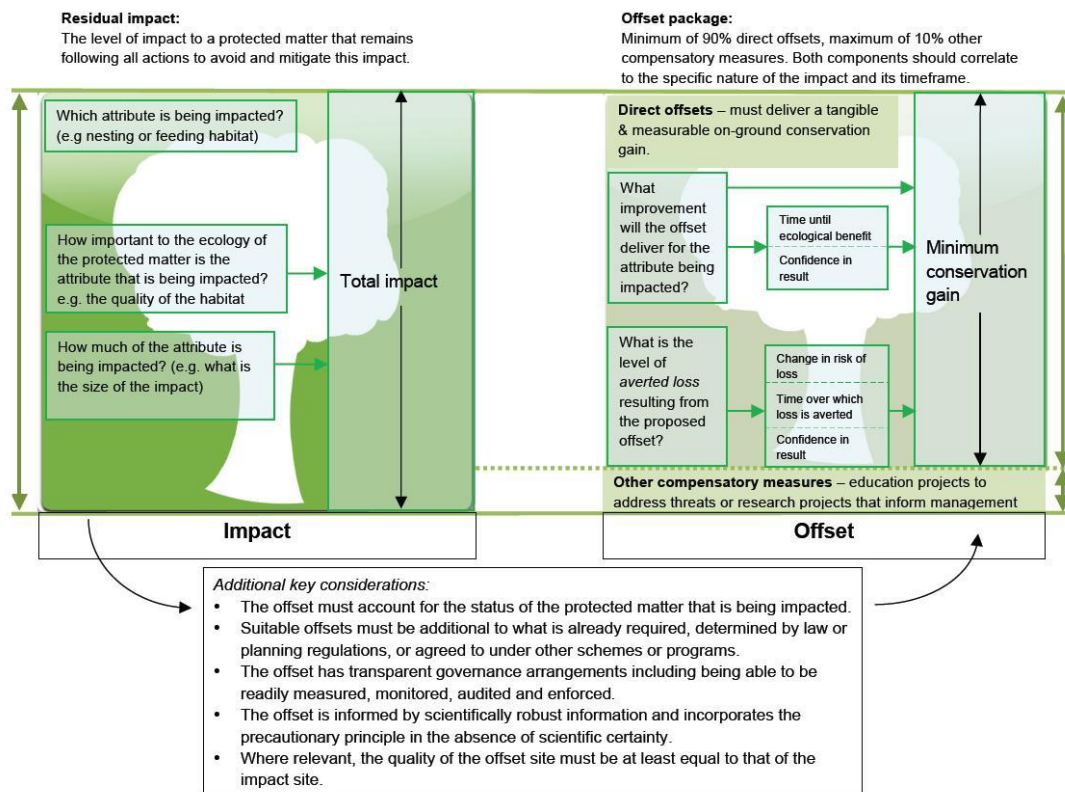 Residual impact:
The level of impact to a protected matter that remains
following all actions to avoid and mitigate this impact.
Offset package:
Minimum of 90% direct offsets, maximum of 10% other
compensatory measures. Both components should correlate
to the specific nature of the impact and its timeframe.
Which attribute is being impacted?
(e.g nesting or feeding habitat)
How important to the ecology of
the protected matter is the
attribute that is being impacted?
e.g. the quality of the habitat
How much of the attribute is
being impacted? (e.g. what is
the size of the impact)
Total impact
Direct offsets – must deliver a tangible
& measurable on-ground conservation
gain.
What
improvement
will the offset
deliver for the
attribute being
impacted?
Time until
ecological benefit
Confidence in
result
What is the
level of
averted loss
resulting from
the proposed
offset?
Change in risk of
loss
Time over which
loss is averted
Confidence in
result
Minimum
conservation
gain
Other compensatory measures – education projects to
address threats or research projects that inform management
Impact
Offset
Additional key considerations:
• The offset must account for the status of the protected matter that is being impacted.
• Suitable offsets must be additional to what is already required, determined by law or
planning regulations, or agreed to under other schemes or programs.
• The offset has transparent governance arrangements including being able to be
readily measured, monitored, audited and enforced.
• The offset is informed by scientifically robust information and incorporates the
precautionary principle in the absence of scientific certainty.
• Where relevant, the quality of the offset site must be at least equal to that of the
impact site.